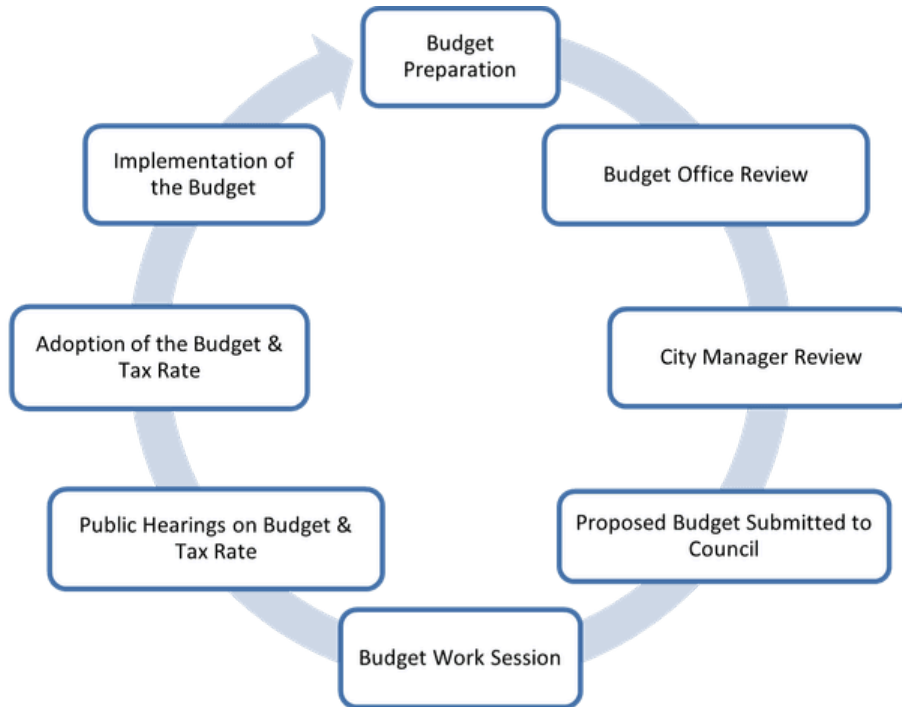 Budget
Preparation
Budget Office Review
City Manager Review
Proposed Budget Submitted to
Council
Budget Work Session
Public Hearings on Budget &
Tax Rate
Adoption of the Budget &
Tax Rate
Implementation of
the Budget